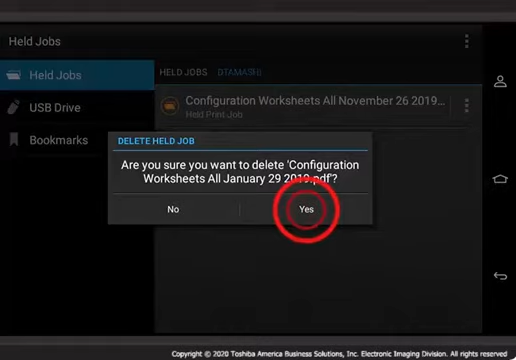 Held Jobs
Held Jobs
HELD JOBS DTAMASHI
USB Drive
Configuration Worksheets All November 26 2019...
Held Print Job
Bookmarks
DELETE HELD JOB
Are you sure you want to delete 'Configuration
Worksheets All January 29 2019.pdf'?
No
Yes
Copyright © 2020 Toshiba America Business Solutions, Inc. Electronic Imaging Division. All rights reserved